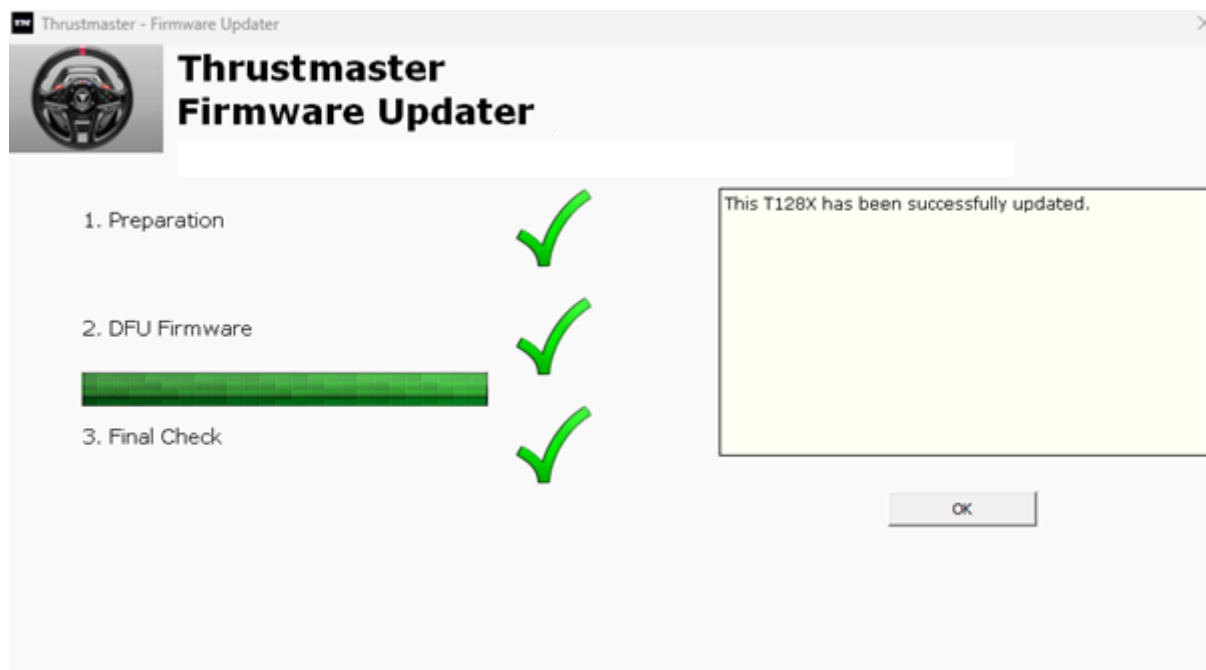 Thrustmaster - Firmware Updater
Thrustmaster
Firmware Updater
1. Preparation
This T128X has been successfully updated.
2. DFU Firmware
3. Final Check
OK